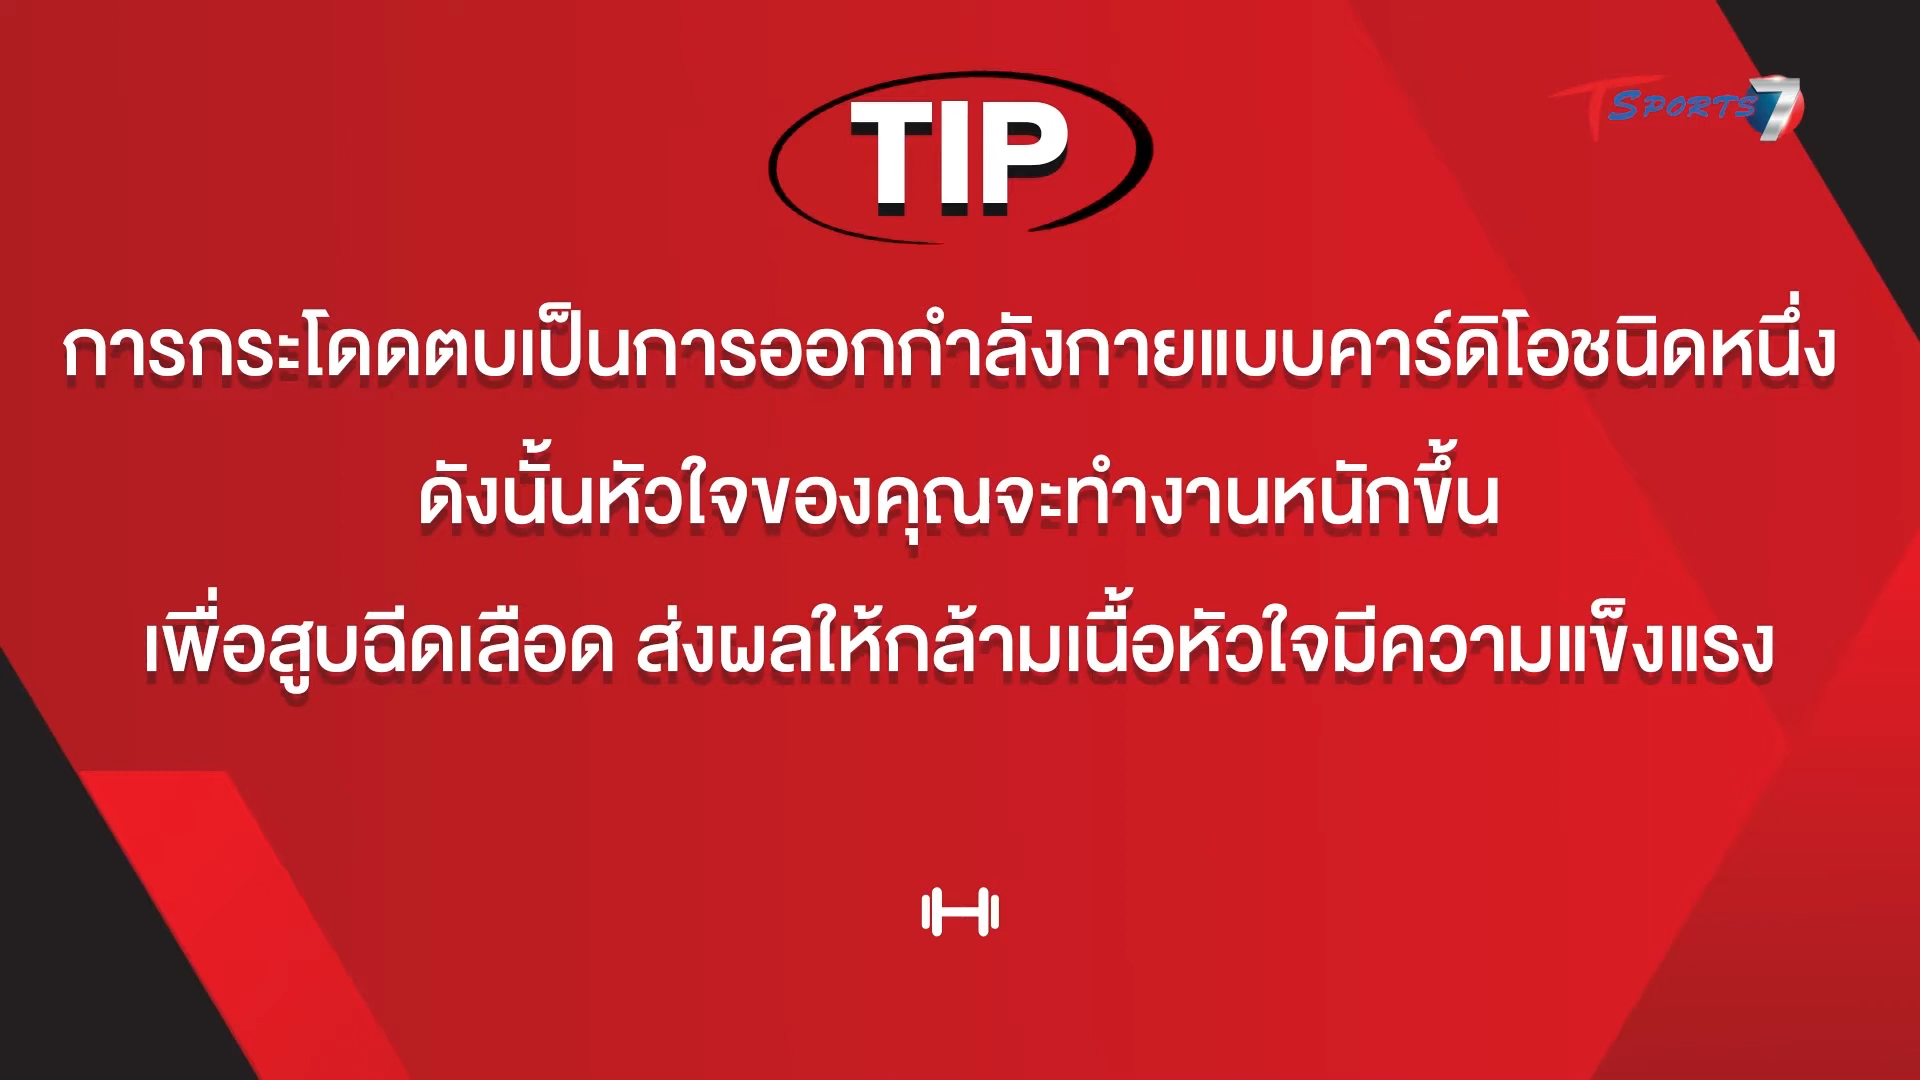 TIP
TSPORTS7
การกระโดดตบเป็นการออกกำลังกายแบบคาร์ดิโอชนิดหนึ่ง
ดังนั้นหัวใจของคุณจะทำงานหนักขึ้น
เพื่อสูบฉีดเลือด ส่งผลให้กล้ามเนื้อหัวใจมีความแข็งแรง